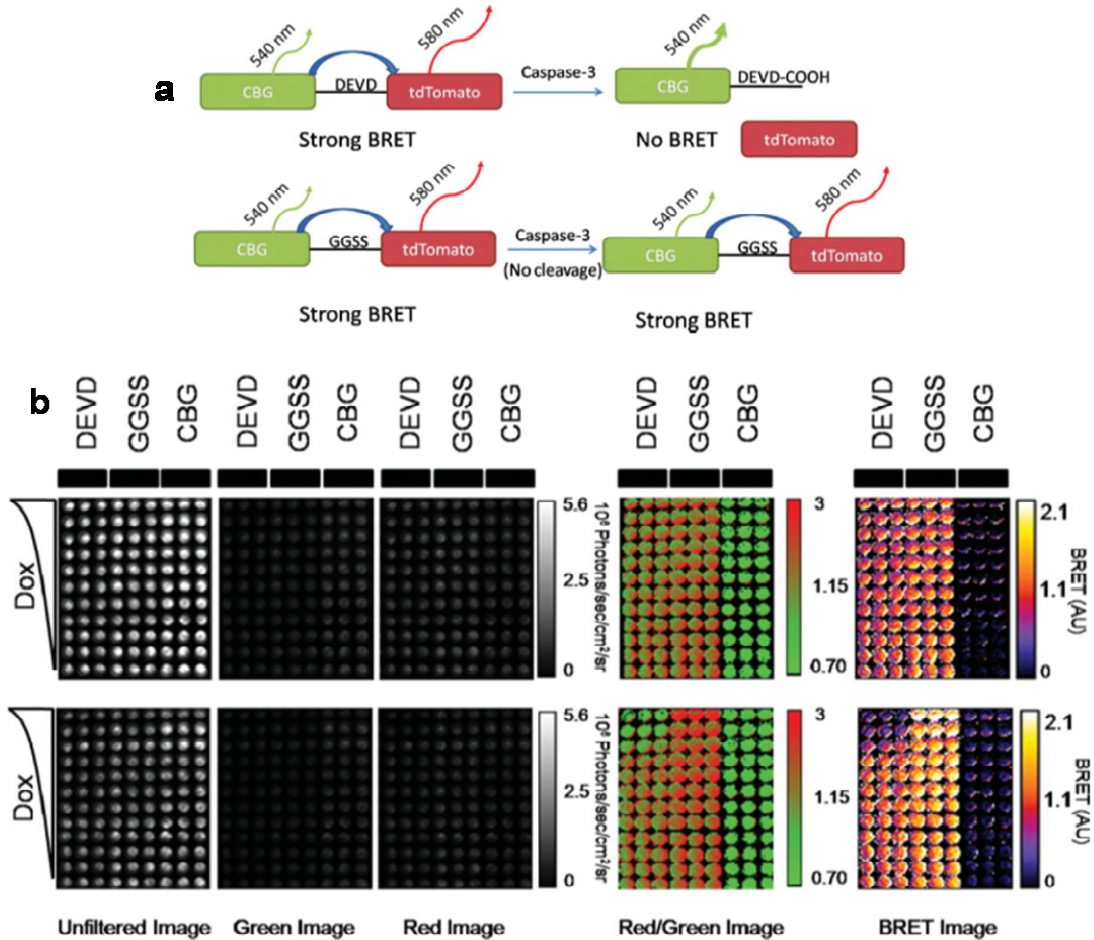 a
540 nm
580 nm
CBG
DEVD
tdTomato
Strong BRET
Caspase-3
540 nm
CBG
DEVD-COOH
No BRET
tdTomato
540 nm
580 nm
CBG
GGSS
tdTomato
Strong BRET
Caspase-3
(No cleavage)
540 nm
580 nm
CBG
GGSS
tdTomato
Strong BRET
b
DEVD GGSS CBG DEVD GGSS CBG DEVD GGSS CBG DEVD GGSS CBG DEVD GGSS CBG
Dox
5.6
2.5
0
10⁶ Photons/sec/cm²/sr
3
1.15
0.70
2.1
1.1
0
BRET (AU)
Dox
5.6
2.5
0
10⁶ Photons/sec/cm²/sr
3
1.15
0.70
2.1
1.1
0
BRET (AU)
Unfiltered Image Green Image Red Image Red/Green Image BRET Image